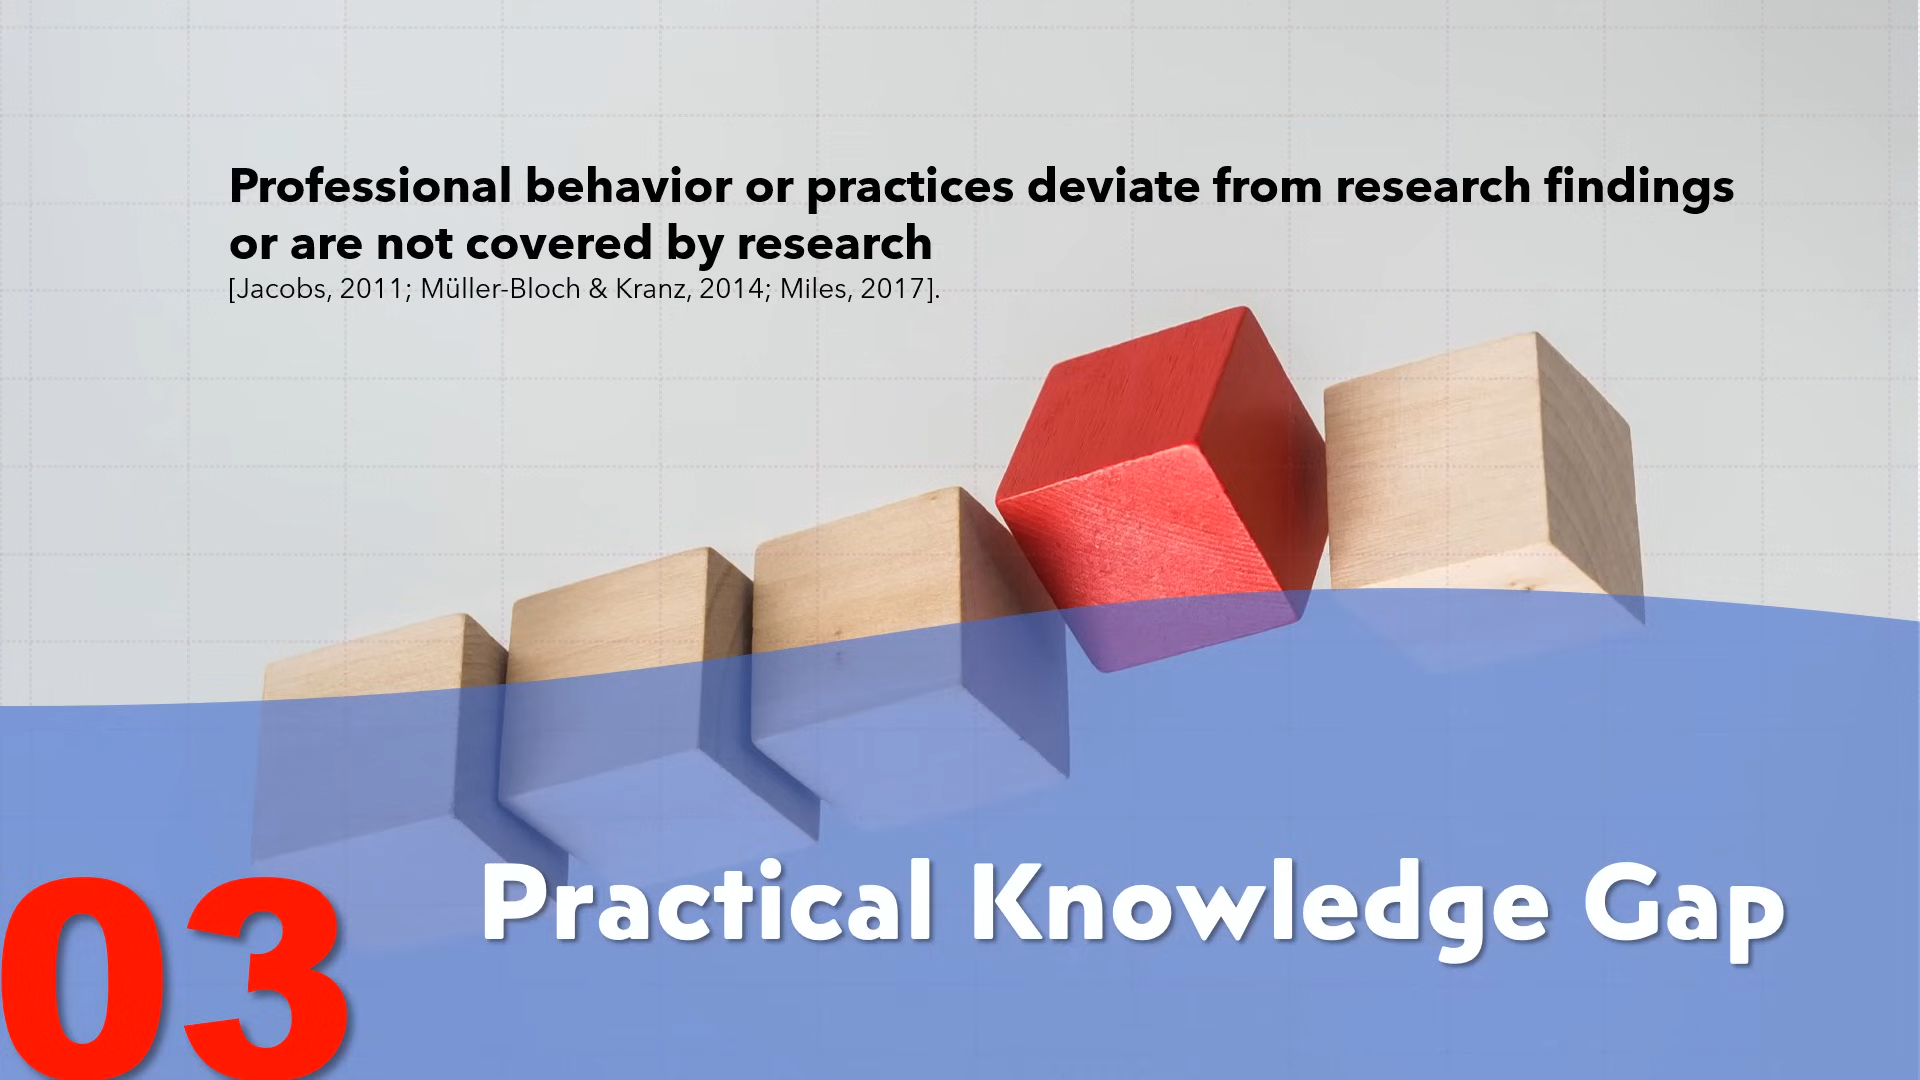 Professional behavior or practices deviate from research findings
or are not covered by research
[Jacobs, 2011; Müller-Bloch & Kranz, 2014; Miles, 2017].
Practical Knowledge Gap
03